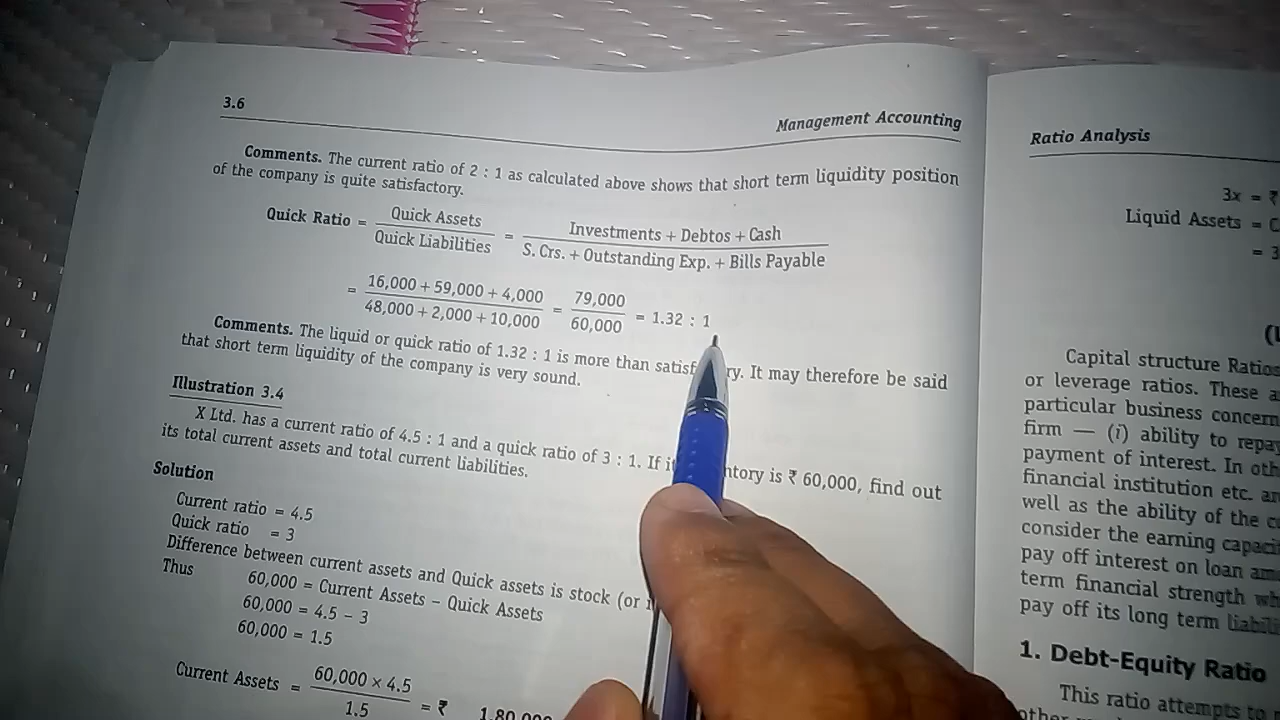 3.6
Management Accounting
Comments. The current ratio of 2 : 1 as calculated above shows that short term liquidity position
of the company is quite satisfactory.
Quick Ratio = Quick Assets / Quick Liabilities = Investments + Debtos + Cash / S. Crs. + Outstanding Exp. + Bills Payable
= 16,000 + 59,000 + 4,000 / 48,000 + 2,000 + 10,000 = 79,000 / 60,000 = 1.32 : 1
Comments. The liquid or quick ratio of 1.32 : 1 is more than It may therefore be said
that short term liquidity of the company is very sound.
Illustration 3.4
X Ltd. has a current ratio of 4.5 : 1 and a quick ratio of 3 : 1. If is ₹ 60,000, find out
its total current assets and total current liabilities.
Solution
Current ratio = 4.5
Quick ratio = 3
Difference between current assets and Quick assets is stock (or
Thus 60,000 = Current Assets – Quick Assets
60,000 = 4.5 – 3
60,000 = 1.5
Current Assets = 60,000 × 4.5 / 1.5 = ₹ 1,80,000
Ratio Analysis
3x = ₹
Liquid Assets =
= 3
Capital structure Ratios
or leverage ratios. These
particular business concern
firm — (i) ability to repay
payment of interest. In
financial institution etc.
well as the ability of the
consider the earning
pay off interest on loan
term financial strength
pay off its long term
1. Debt-Equity Ratio
This ratio attempts to
other